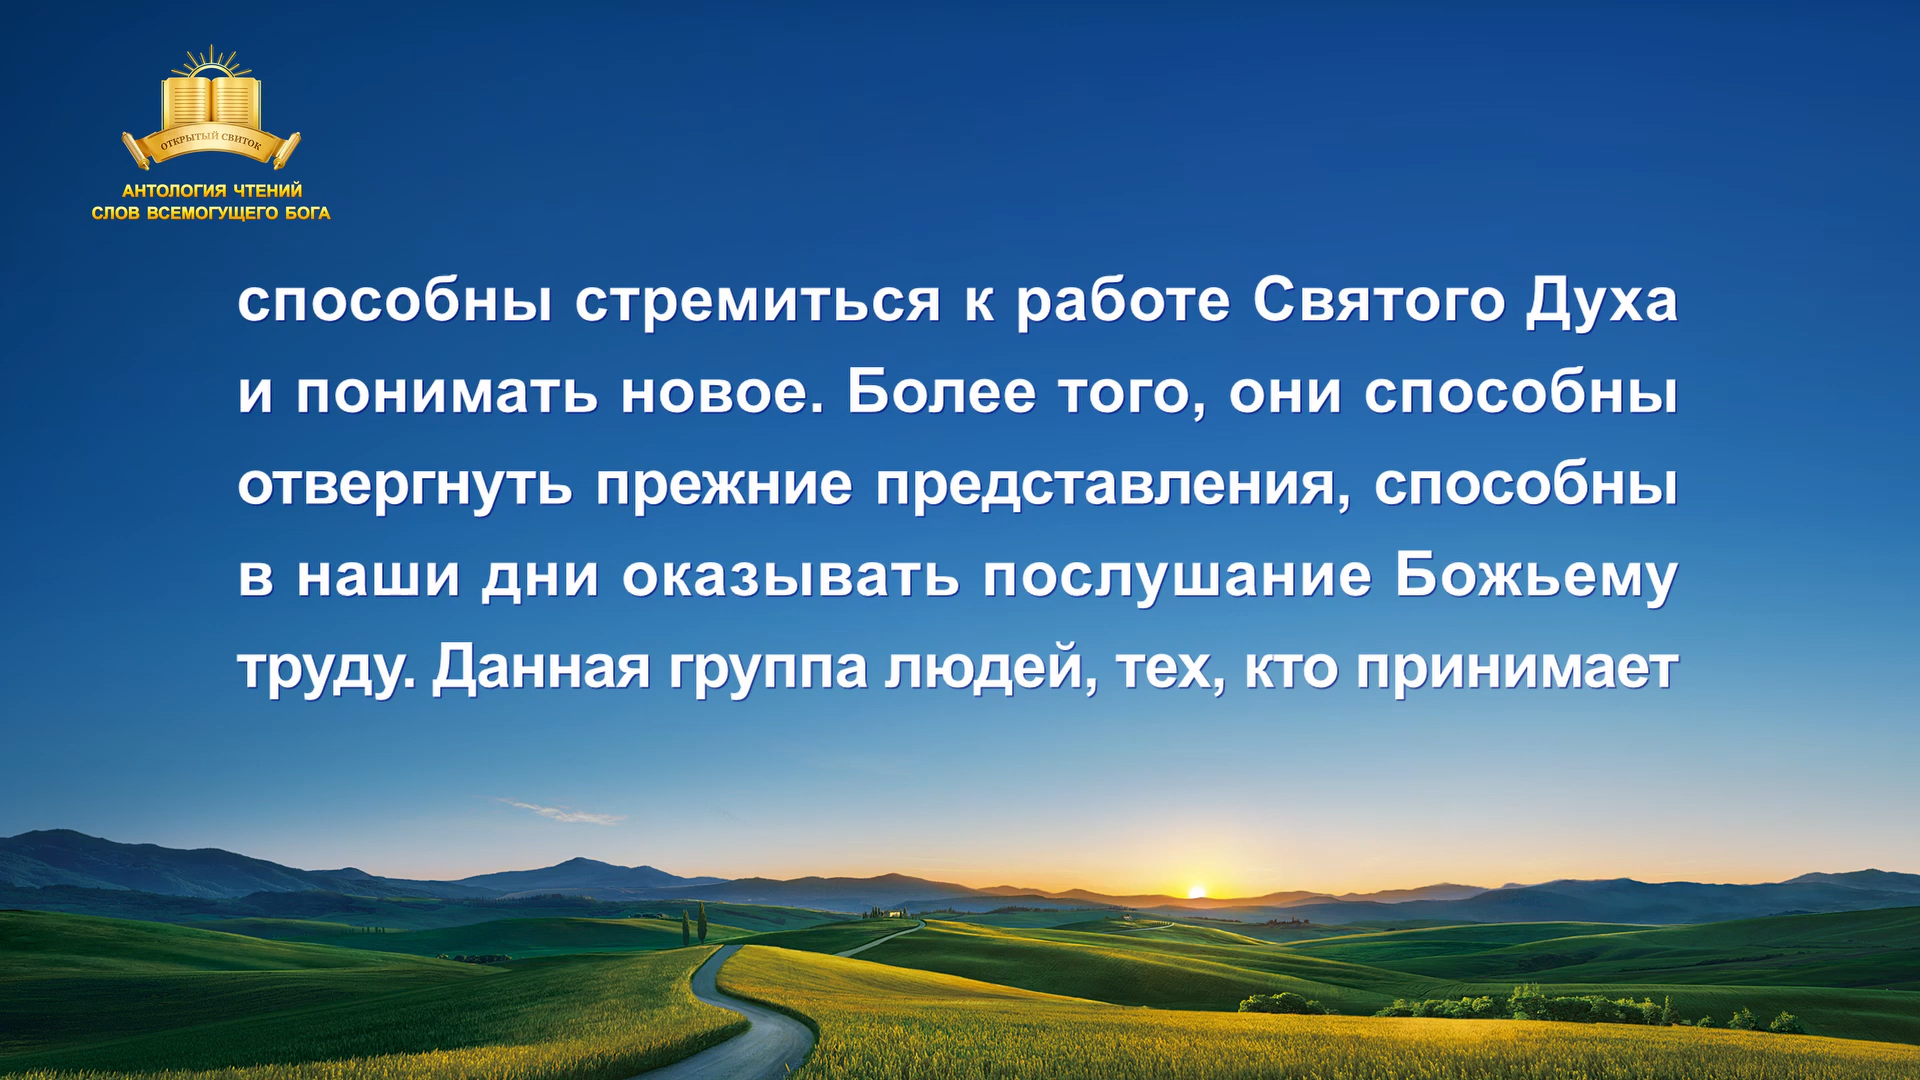 ОТКРЫТЫЙ СВИТОК
АНТОЛОГИЯ ЧТЕНИЙ
СЛОВ ВСЕМОГУЩЕГО БОГА
способны стремиться к работе Святого Духа
и понимать новое. Более того, они способны
отвергнуть прежние представления, способны
в наши дни оказывать послушание Божьему
труду. Данная группа людей, тех, кто принимает